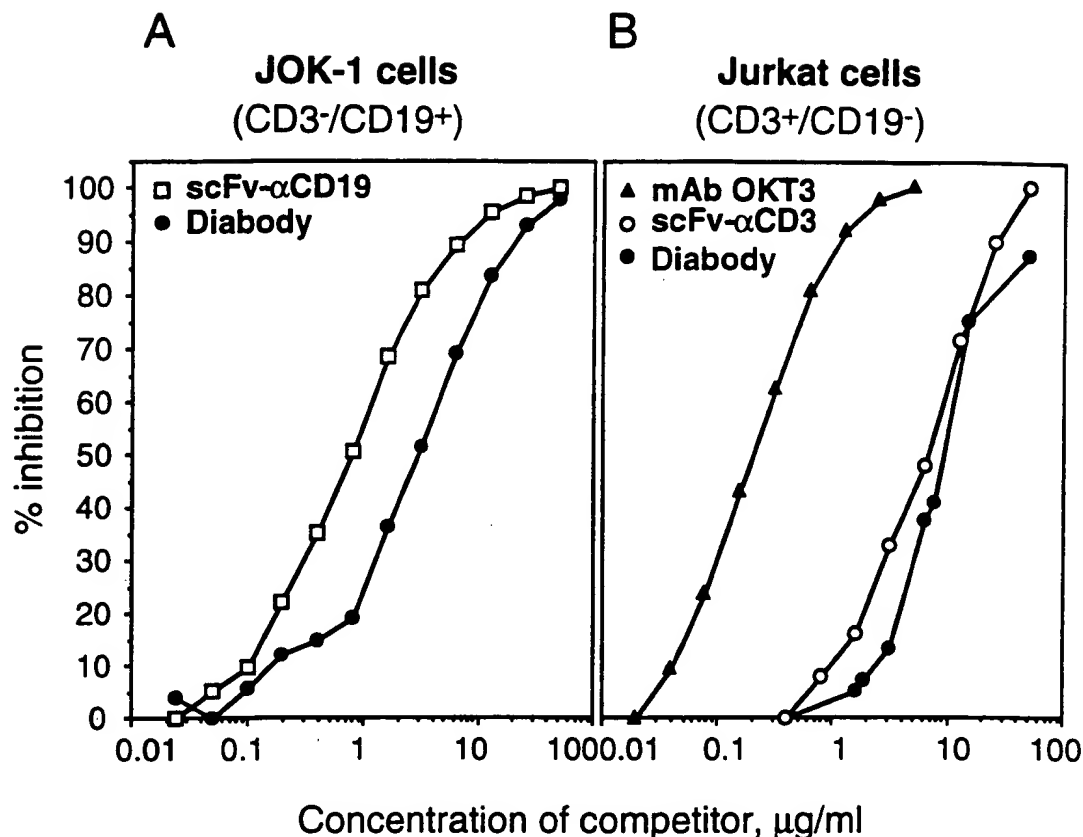 A
JOK-1 cells
(CD3-/CD19+)
B
Jurkat cells
(CD3+/CD19-)
% inhibition
100
90
80
70
60
50
40
30
20
10
0
scFv-αCD19
Diabody
mAb OKT3
scFv-αCD3
Diabody
0.01 0.1 1 10 100
0.01 0.1 1 10 100
Concentration of competitor, μg/ml